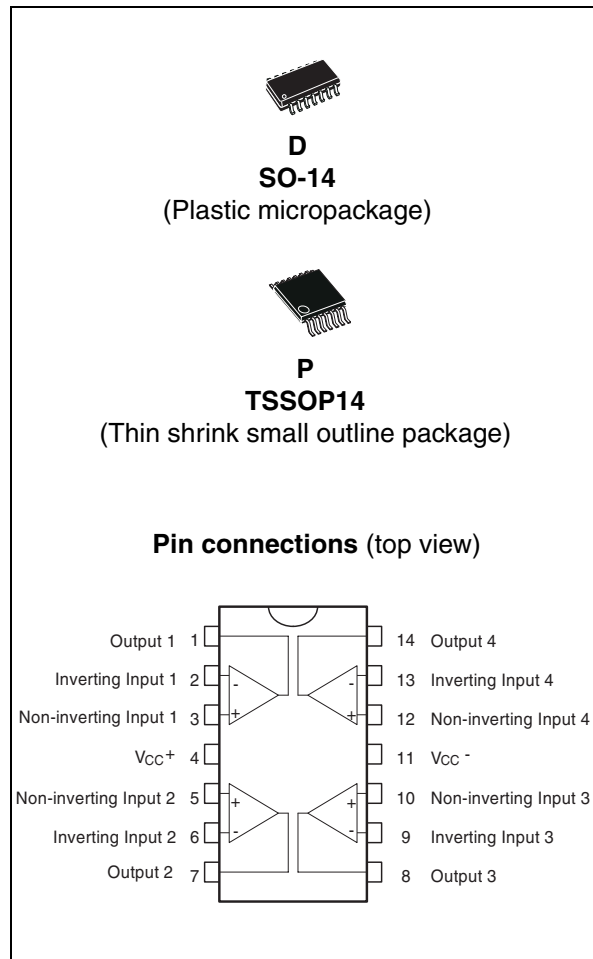 D
SO-14
(Plastic micropackage)
P
TSSOP14
(Thin shrink small outline package)
Pin connections (top view)
Output 1 1 14 Output 4
Inverting Input 1 2 - - 13 Inverting Input 4
Non-inverting Input 1 3 + + 12 Non-inverting Input 4
VCC+ 4 11 VCC -
Non-inverting Input 2 5 + + 10 Non-inverting Input 3
Inverting Input 2 6 - - 9 Inverting Input 3
Output 2 7 8 Output 3